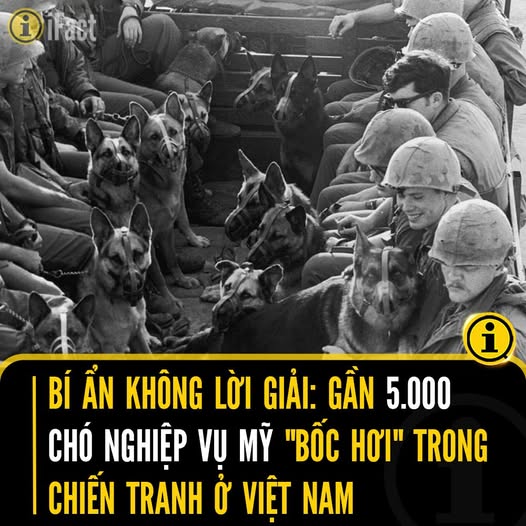 iFact
BÍ ẨN KHÔNG LỜI GIẢI: GẦN 5.000
CHÓ NGHIỆP VỤ MỸ "BỐC HƠI" TRONG
CHIẾN TRANH Ở VIỆT NAM